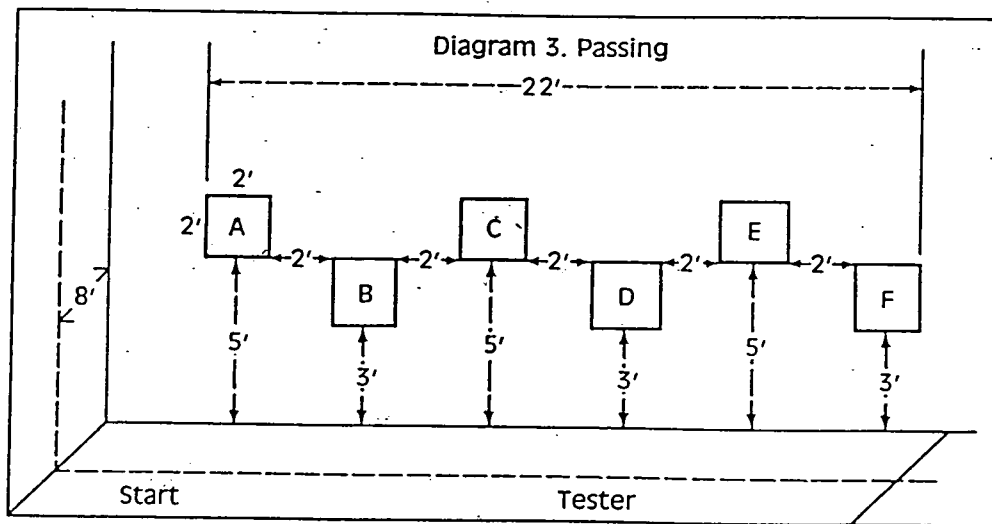 Diagram 3. Passing
22'
2'
2' A C E
2' 2' 2' 2' 2'
B D F
8'
5' 5' 5'
3' 3' 3'
Start Tester